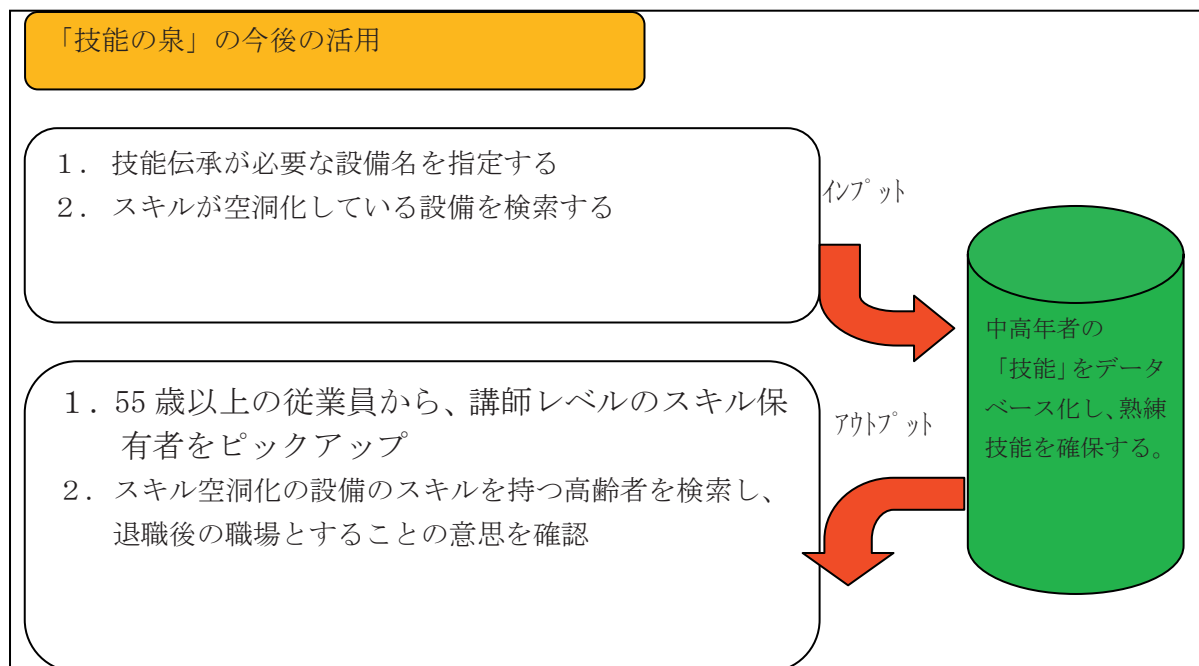 「技能の泉」の今後の活用
１．技能伝承が必要な設備名を指定する
２．スキルが空洞化している設備を検索する
ｲﾝﾌﾟｯﾄ
中高年者の
「技能」をデータ
ベース化し、熟練
技能を確保する。
１．55 歳以上の従業員から、講師レベルのスキル保
有者をピックアップ
２．スキル空洞化の設備のスキルを持つ高齢者を検索し、
退職後の職場とすることの意思を確認
ｱｳﾄﾌﾟｯﾄ